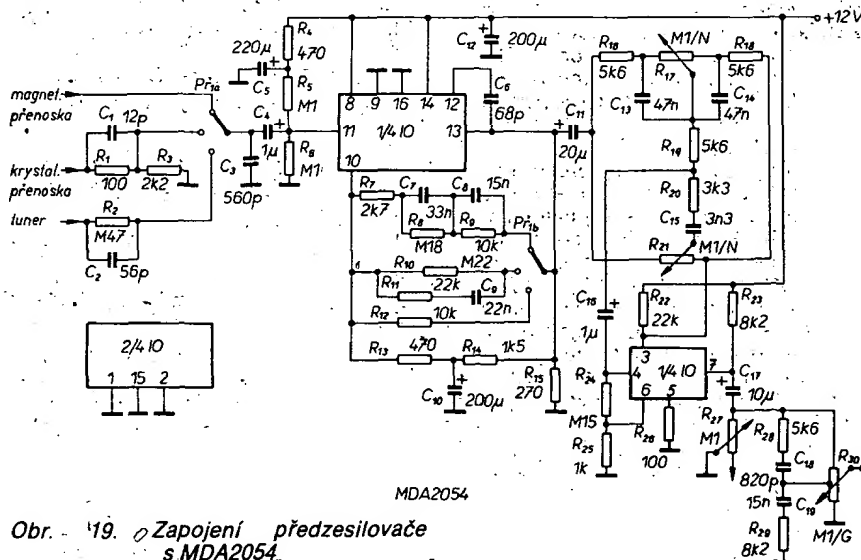 +12V
R4
470
220µ
C5
R5
M1
C12
200µ
R16
5k6
M1/N
R17
R18
5k6
C13
47n
C14
47n
magnet.
přenoska
Př1a
C1
12p
R1
100
R3
2k2
krystal.
přenoska
C3
560p
C4
1µ
R6
M1
tuner
R2
M47
C2
56p
8
9
16
14
12
11
1/4 IO
13
10
C6
68p
C11
20µ
R19
5k6
R20
3k3
C15
3n3
R21
M1/N
R7
2k7
C7
33n
C8
15n
R8
M18
R9
10k
Př1b
R10
M22
R11
22k
C9
22n
R12
10k
R13
470
R14
1k5
C10
200µ
R15
270
C16
1µ
R22
22k
R23
8k2
3
4
1/4 IO
7
6
5
C17
10µ
R24
M15
R25
1k
R26
100
R27
M1
R28
5k6
C18
820p
R30
15n
C19
R29
8k2
M1/G
2/4 IO
1
15
2
MDA2054
Obr. 19. Zapojení předzesilovače
s MDA2054